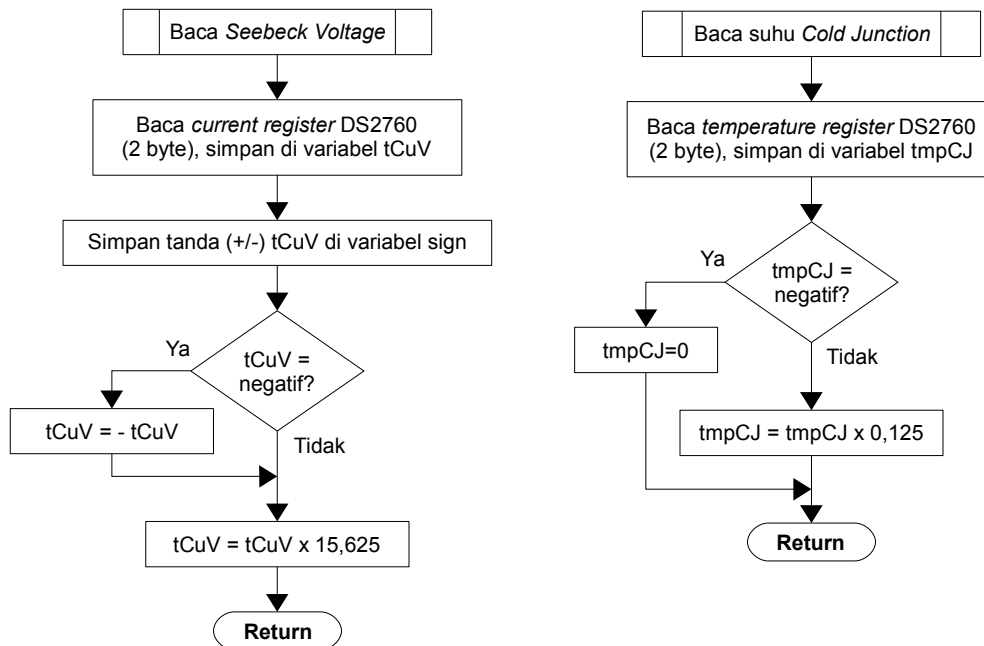 Baca Seebeck Voltage
Baca current register DS2760
(2 byte), simpan di variabel tCuV
Simpan tanda (+/-) tCuV di variabel sign
tCuV =
negatif?
Ya
tCuV = - tCuV
Tidak
tCuV = tCuV x 15,625
Return
Baca suhu Cold Junction
Baca temperature register DS2760
(2 byte), simpan di variabel tmpCJ
tmpCJ =
negatif?
Ya
tmpCJ=0
Tidak
tmpCJ = tmpCJ x 0,125
Return